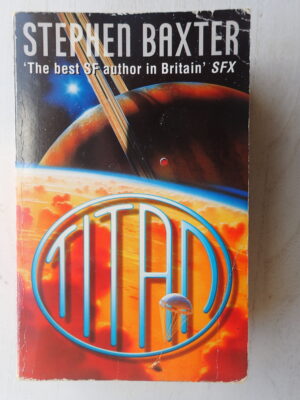 STEPHEN BAXTER
'The best SF author in Britain' SFX
TITAN